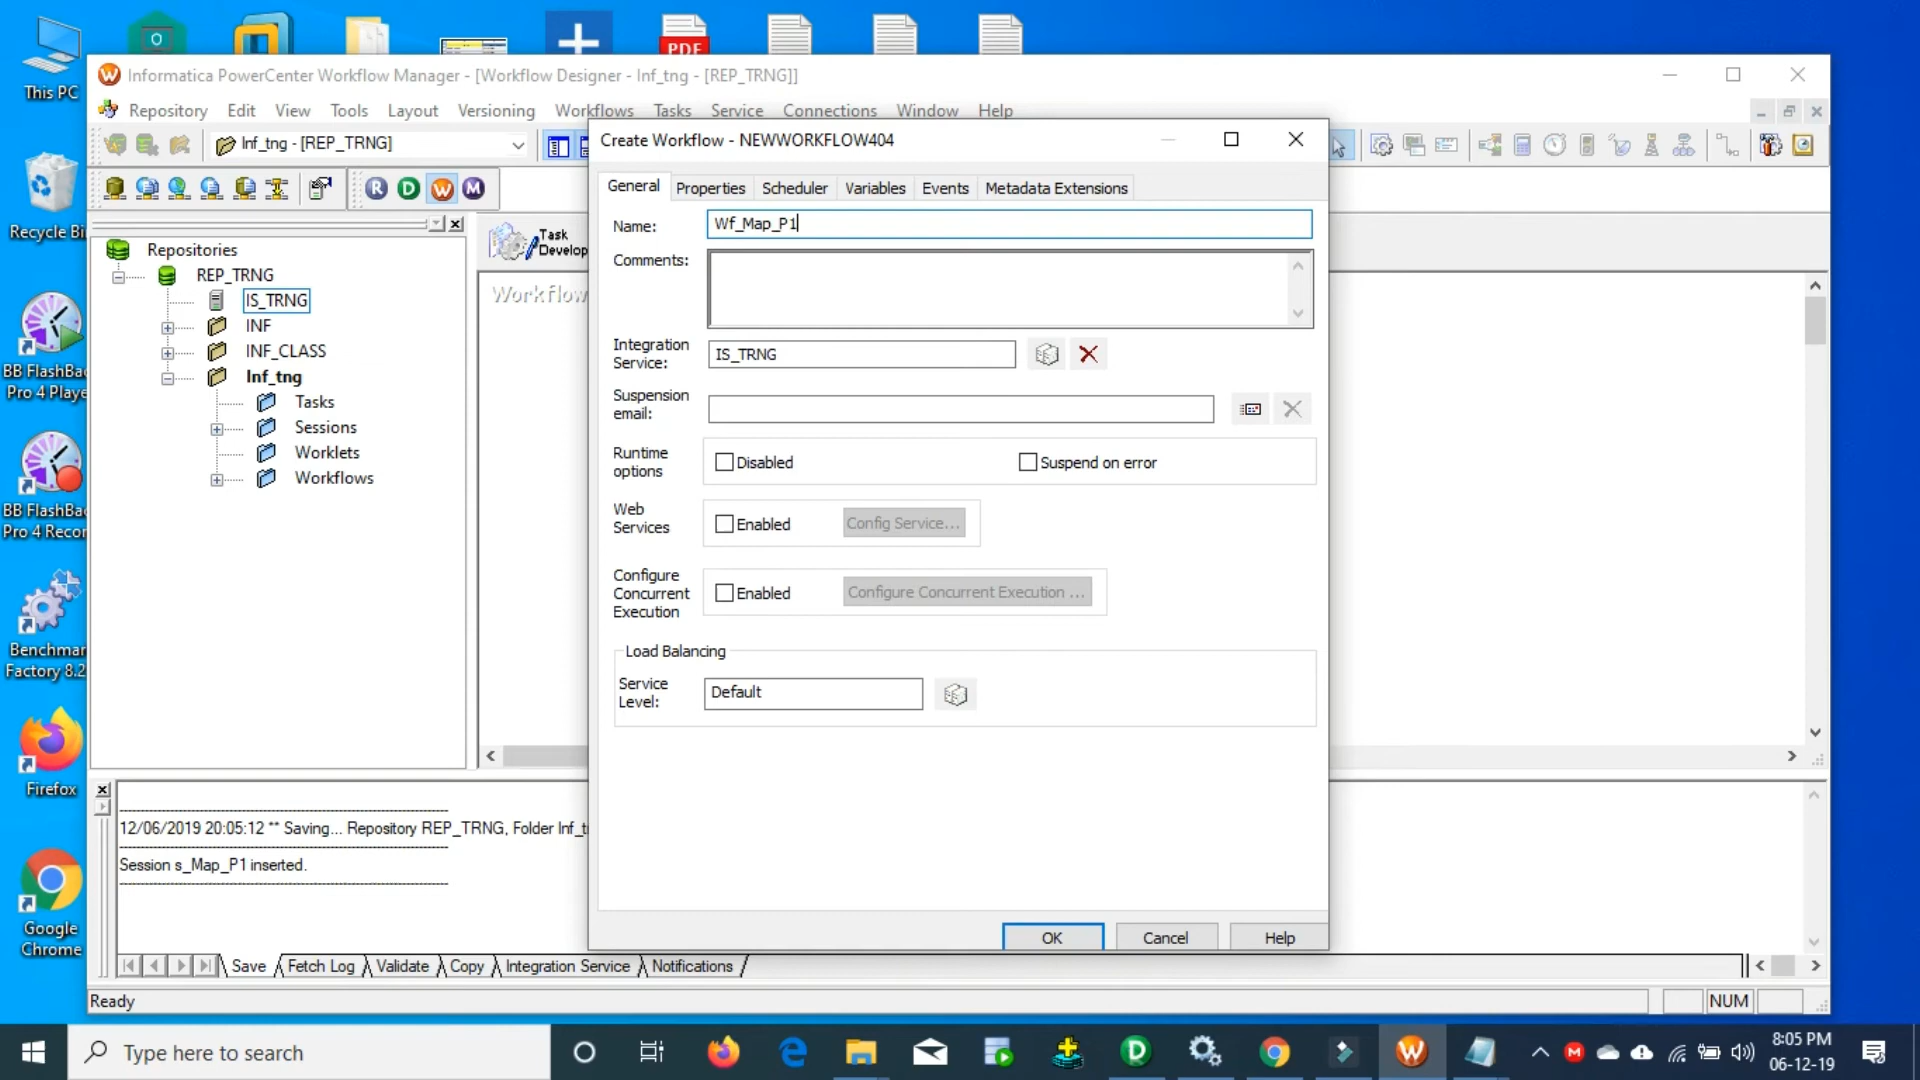 PDF
This PC
Recycle Bi
BB FlashBa
Pro 4 Playe
BB FlashBa
Pro 4 Recor
Benchmar
Factory 8.2
Firefox
Google
Chrome
Informatica PowerCenter Workflow Manager - [Workflow Designer - Inf_tng - [REP_TRNG]]
Repository Edit View Tools Layout Versioning Workflows Tasks Service Connections Window Help
Inf_tng - [REP_TRNG]
R D W M
Repositories
REP_TRNG
IS_TRNG
INF
INF_CLASS
Inf_tng
Tasks
Sessions
Worklets
Workflows
Task
Develop
Workflow
Create Workflow - NEWWORKFLOW404
General Properties Scheduler Variables Events Metadata Extensions
Name: Wf_Map_P1
Comments:
Integration
Service: IS_TRNG
Suspension
email:
Runtime
options Disabled Suspend on error
Web
Services Enabled Config Service...
Configure
Concurrent
Execution Enabled Configure Concurrent Execution ...
Load Balancing
Service
Level: Default
OK Cancel Help
12/06/2019 20:05:12 ** Saving... Repository REP_TRNG, Folder Inf_t
Session s_Map_P1 inserted.
Save Fetch Log Validate Copy Integration Service Notifications
Ready NUM
Type here to search
8:05 PM
06-12-19